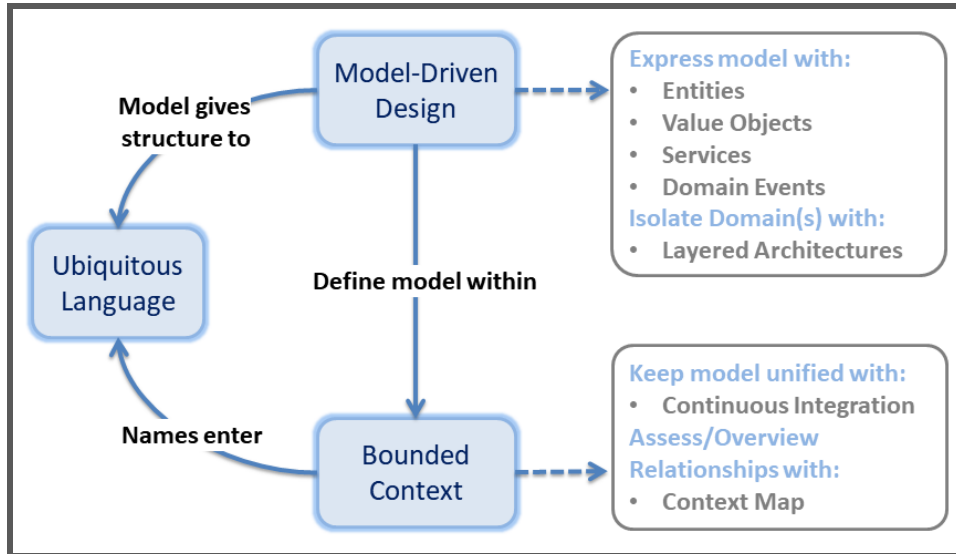 Model-Driven
Design
Model gives
structure to
Express model with:
• Entities
• Value Objects
• Services
• Domain Events
Isolate Domain(s) with:
• Layered Architectures
Ubiquitous
Language
Define model within
Names enter
Bounded
Context
Keep model unified with:
• Continuous Integration
Assess/Overview
Relationships with:
• Context Map